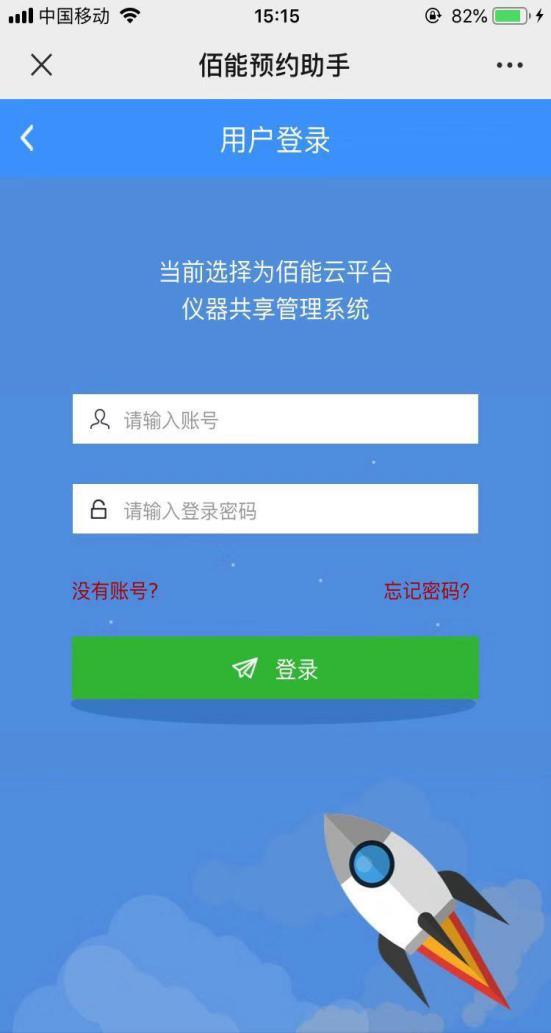 中国移动 15:15 82%
佰能预约助手
用户登录
当前选择为佰能云平台
仪器共享管理系统
请输入账号
请输入登录密码
没有账号? 忘记密码?
登录